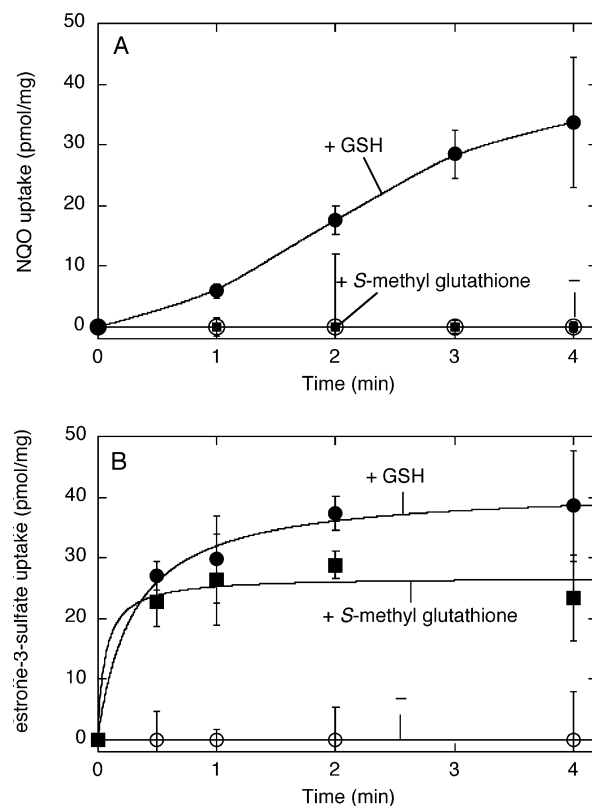 50
A
40
+ GSH
30
NQO uptake (pmol/mg)
20
+ S-methyl glutathione
–
10
0
0 1 2 3 4
Time (min)
50
B
+ GSH
40
30
estrone-3-sulfate uptake (pmol/mg)
+ S-methyl glutathione
20
10
–
0
0 1 2 3 4
Time (min)